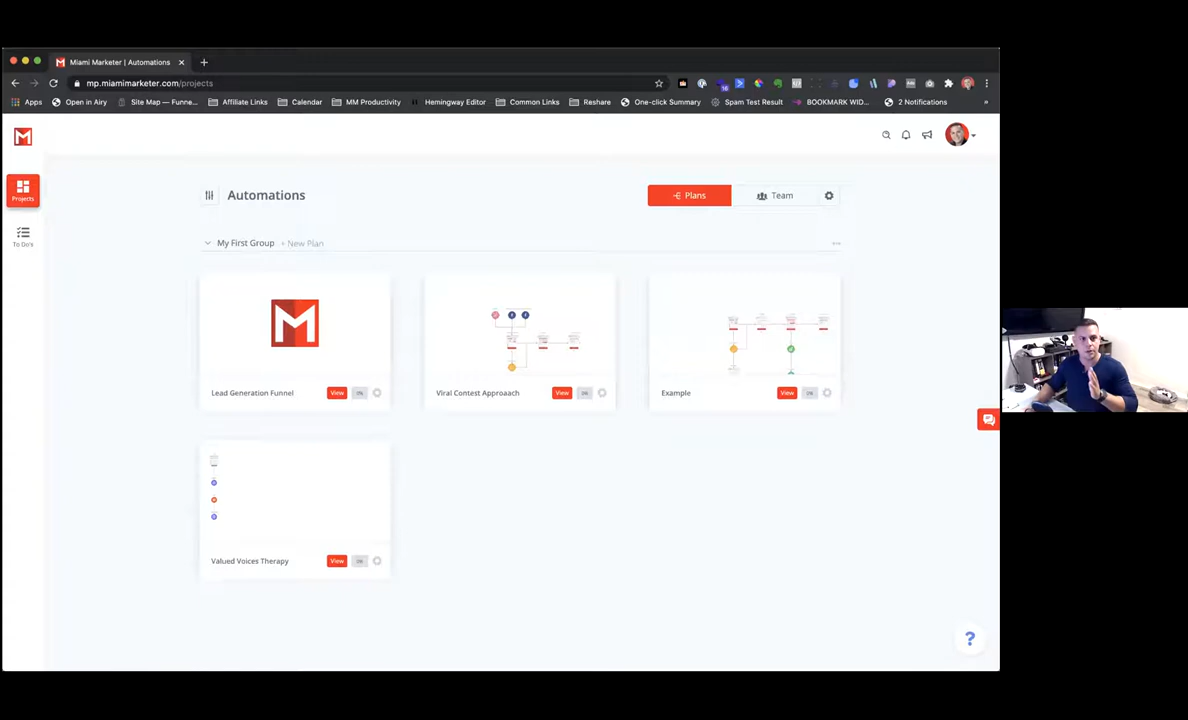 Miami Marketer | Automations
mp.miamimarketer.com/projects
Apps Open in Airy Site Map — Funne... Affiliate Links Calendar MM Productivity Hemingway Editor Common Links Reshare One-click Summary Spam Test Result BOOKMARK WID... 2 Notifications »
Projects
To Do's
Automations
Plans
Team
My First Group + New Plan
Lead Generation Funnel View
Viral Contest Approaach View
Example View
Valued Voices Therapy View
?